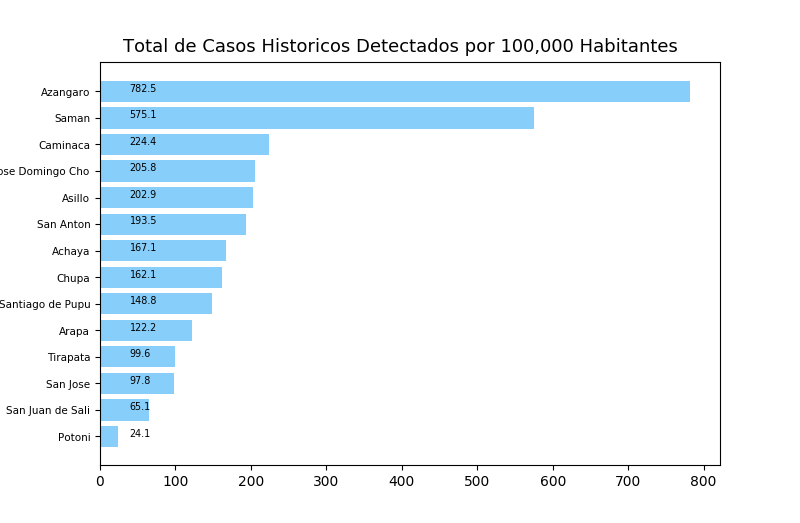 Total de Casos Historicos Detectados por 100,000 Habitantes
Azangaro 782.5
Saman 575.1
Caminaca 224.4
ose Domingo Cho 205.8
Asillo 202.9
San Anton 193.5
Achaya 167.1
Chupa 162.1
Santiago de Pupu 148.8
Arapa 122.2
Tirapata 99.6
San Jose 97.8
San Juan de Sali 65.1
Potoni 24.1
0 100 200 300 400 500 600 700 800